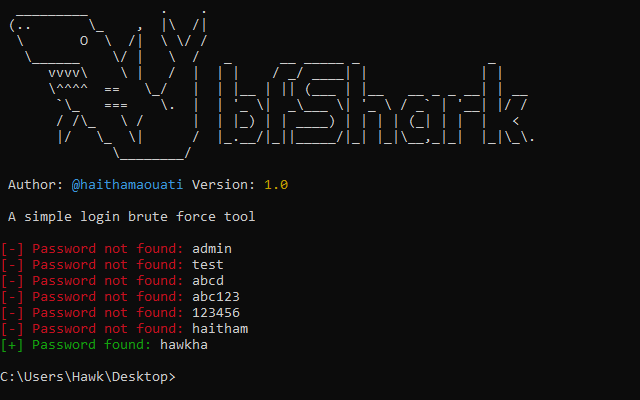 bfShark
Author: @haithamaouati Version: 1.0
A simple login brute force tool
[-] Password not found: admin
[-] Password not found: test
[-] Password not found: abcd
[-] Password not found: abc123
[-] Password not found: 123456
[-] Password not found: haitham
[+] Password found: hawkha
C:\Users\Hawk\Desktop>